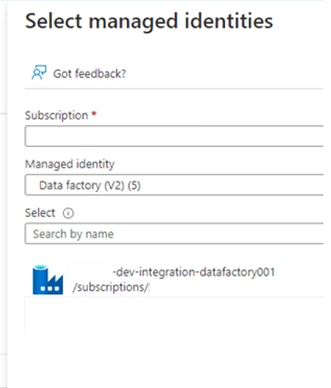 Select managed identities
Got feedback?
Subscription *
Managed identity
Data factory (V2) (5)
Select
Search by name
-dev-integration-datafactory001
/subscriptions/